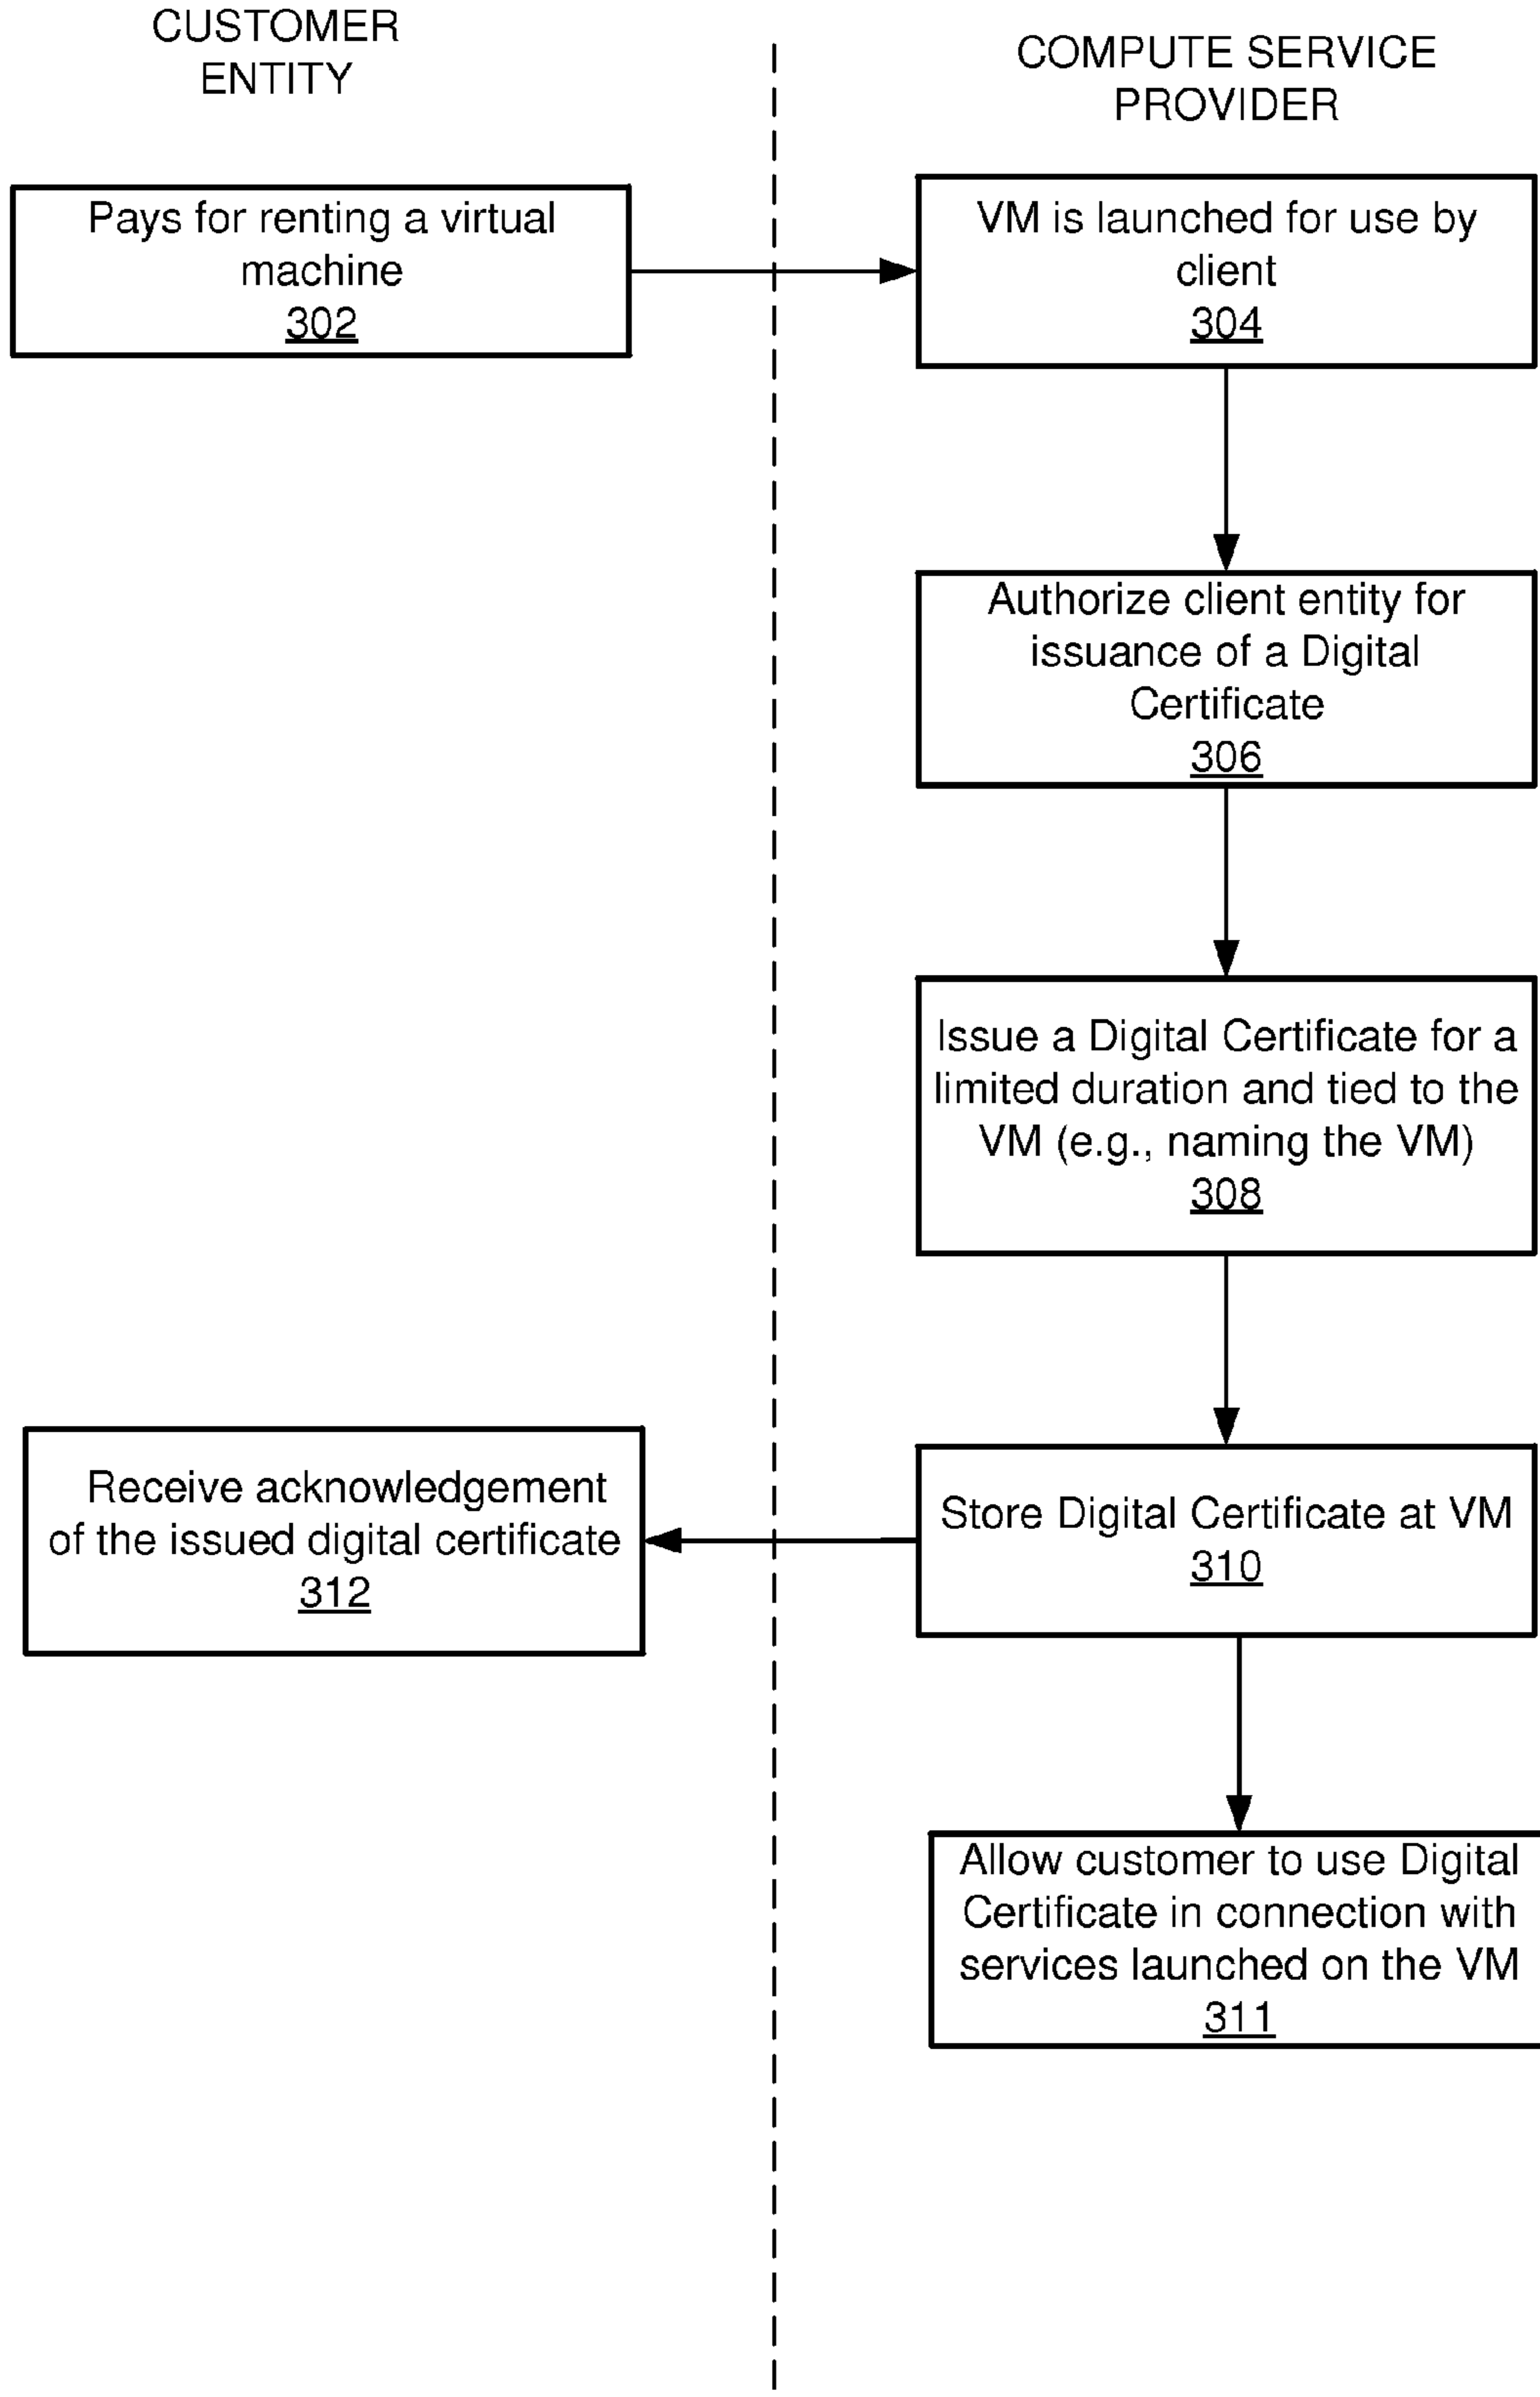 CUSTOMER
ENTITY
COMPUTE SERVICE
PROVIDER
Pays for renting a virtual
machine
302
VM is launched for use by
client
304
Authorize client entity for
issuance of a Digital
Certificate
306
Issue a Digital Certificate for a
limited duration and tied to the
VM (e.g., naming the VM)
308
Receive acknowledgement
of the issued digital certificate
312
Store Digital Certificate at VM
310
Allow customer to use Digital
Certificate in connection with
services launched on the VM
311